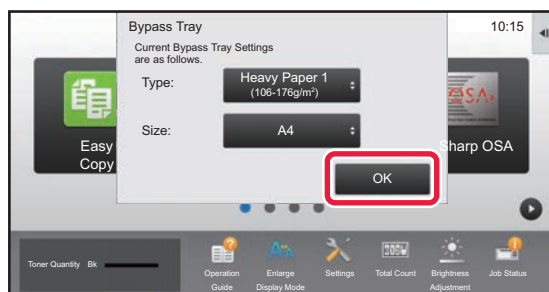 Bypass Tray
10:15
Current Bypass Tray Settings
are as follows.
Type:
Heavy Paper 1
(106-176g/m²)
Size:
A4
OK
Easy
Copy
Sharp OSA
Toner Quantity Bk
Operation
Guide
Enlarge
Display Mode
Settings
Total Count
Brightness
Adjustment
Job Status